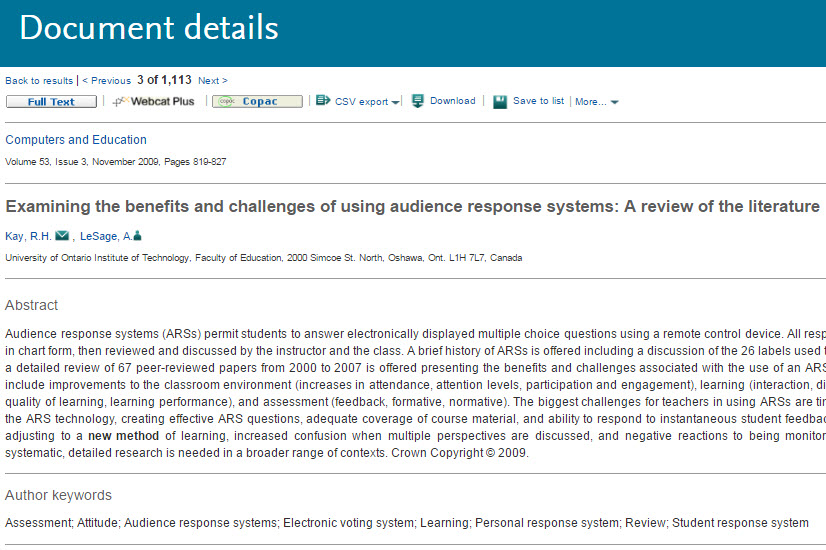 Document details
Back to results | < Previous 3 of 1,113 Next >
Full Text | Webcat Plus | copac Copac | CSV export | Download | Save to list | More...
Computers and Education
Volume 53, Issue 3, November 2009, Pages 819-827
Examining the benefits and challenges of using audience response systems: A review of the literature
Kay, R.H. , LeSage, A.
University of Ontario Institute of Technology, Faculty of Education, 2000 Simcoe St. North, Oshawa, Ont. L1H 7L7, Canada
Abstract
Audience response systems (ARSs) permit students to answer electronically displayed multiple choice questions using a remote control device. All resp
in chart form, then reviewed and discussed by the instructor and the class. A brief history of ARSs is offered including a discussion of the 26 labels used t
a detailed review of 67 peer-reviewed papers from 2000 to 2007 is offered presenting the benefits and challenges associated with the use of an ARS
include improvements to the classroom environment (increases in attendance, attention levels, participation and engagement), learning (interaction, di
quality of learning, learning performance), and assessment (feedback, formative, normative). The biggest challenges for teachers in using ARSs are tim
the ARS technology, creating effective ARS questions, adequate coverage of course material, and ability to respond to instantaneous student feedbac
adjusting to a new method of learning, increased confusion when multiple perspectives are discussed, and negative reactions to being monitor
systematic, detailed research is needed in a broader range of contexts. Crown Copyright © 2009.
Author keywords
Assessment; Attitude; Audience response systems; Electronic voting system; Learning; Personal response system; Review; Student response system